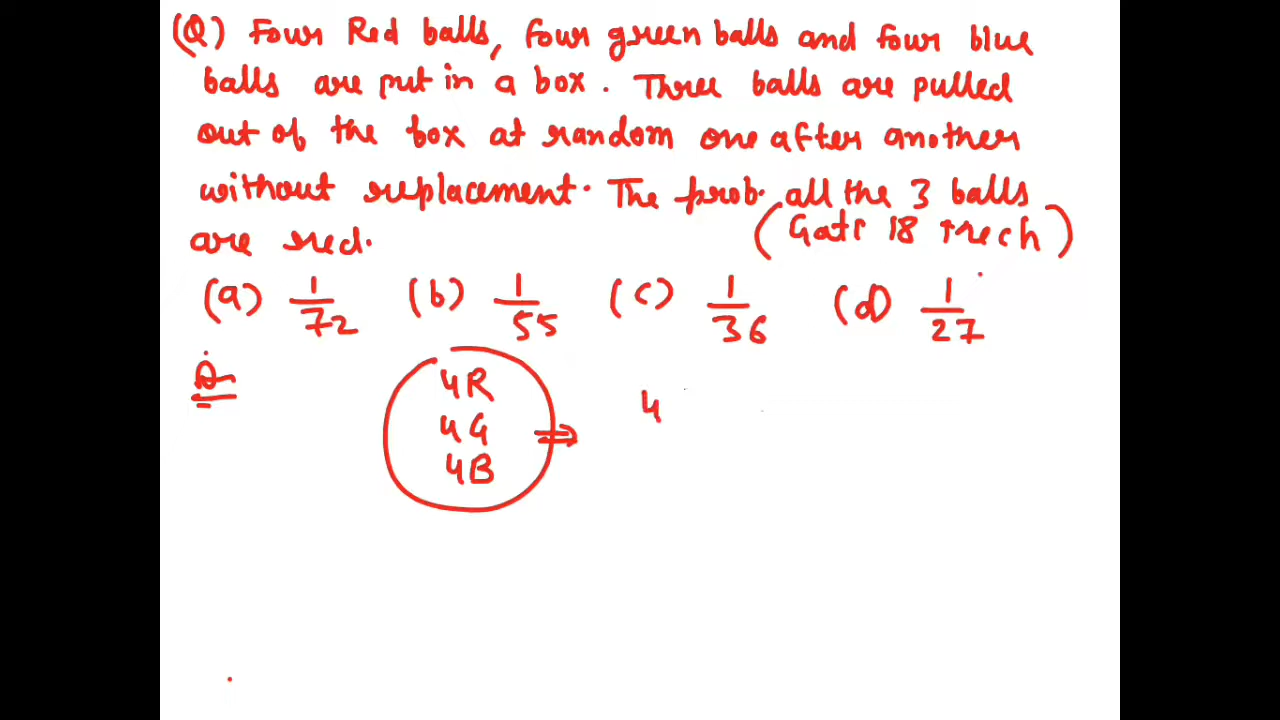 (Q) Four Red balls, four green balls and four blue
balls are put in a box. Three balls are pulled
out of the box at random one after another
without replacement. The prob. all the 3 balls
are red.
(Gate 18 Mech)
(a) 1/72 (b) 1/55 (c) 1/36 (d) 1/27
A
4R
4G
4B
⇒ 4